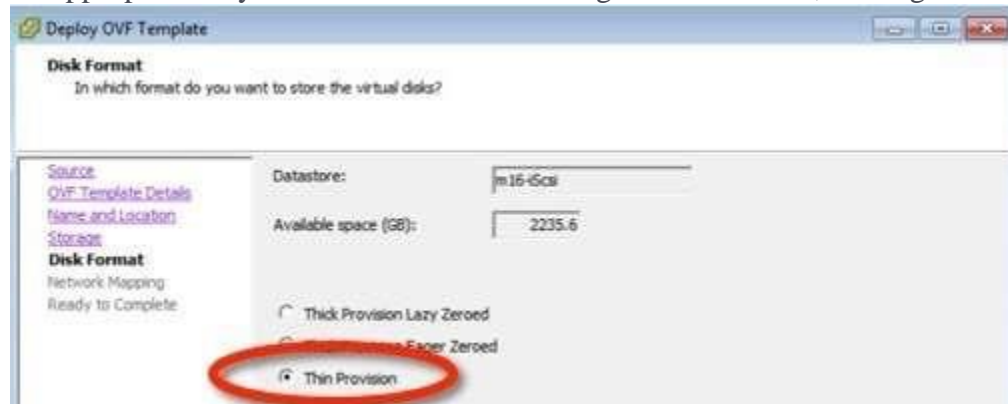 Deploy OVF Template
Disk Format
In which format do you want to store the virtual disks?
Source
OVF Template Details
Name and Location
Storage
Disk Format
Network Mapping
Ready to Complete
Datastore: m16-iScsi
Available space (GB): 2235.6
Thick Provision Lazy Zeroed
Eager Zeroed
Thin Provision